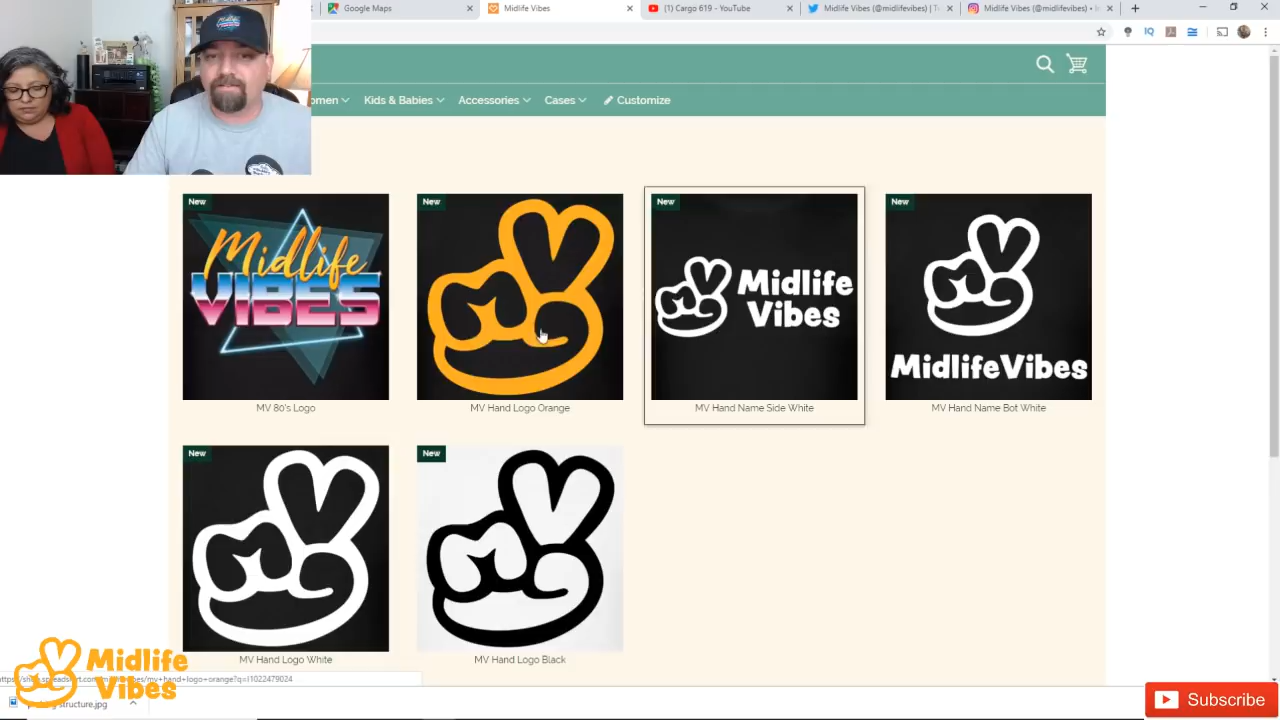 Google Maps
Midlife Vibes
(1) Cargo 619 - YouTube
Midlife Vibes (@midlifevibes) | T
Midlife Vibes (@midlifevibes) • In
Kids & Babies
Accessories
Cases
Customize
New
Midlife
VIBES
MV 80's Logo
New
MV Hand Logo Orange
New
Midlife
Vibes
MV Hand Name Side White
New
MidlifeVibes
MV Hand Name Bot White
New
MV Hand Logo White
New
MV Hand Logo Black
Midlife
Vibes
Subscribe